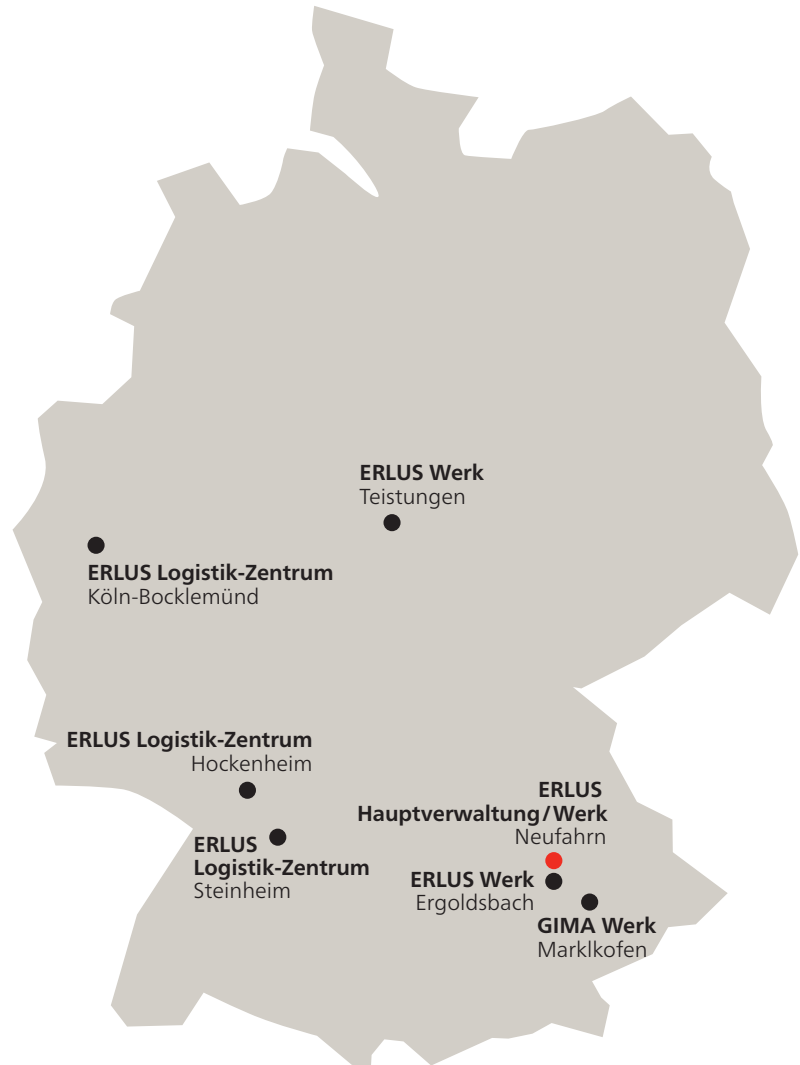 ERLUS Werk
Teistungen
ERLUS Logistik-Zentrum
Köln-Bocklemünd
ERLUS Logistik-Zentrum
Hockenheim
ERLUS
Logistik-Zentrum
Steinheim
ERLUS
Hauptverwaltung/Werk
Neufahrn
ERLUS Werk
Ergoldsbach
GIMA Werk
Marklkofen